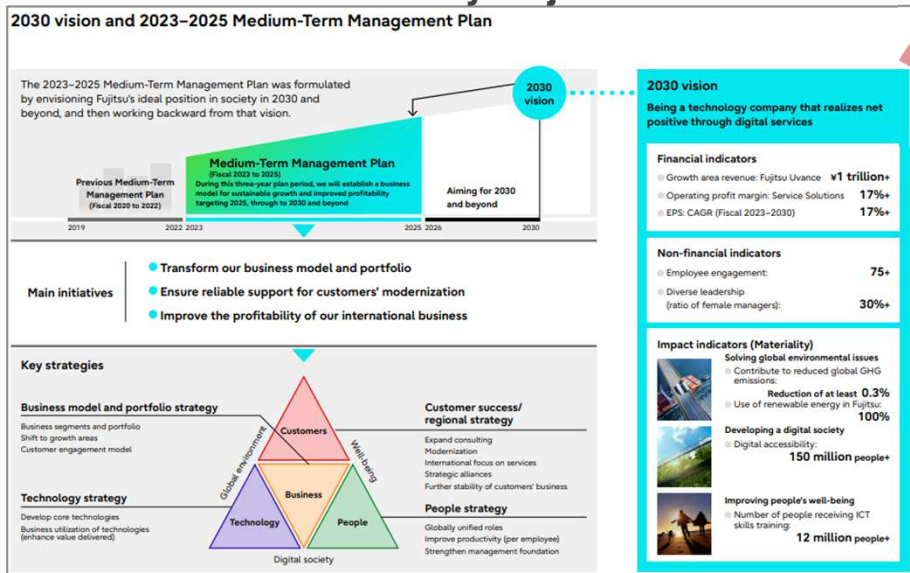 2030 vision and 2023–2025 Medium-Term Management Plan
The 2023–2025 Medium-Term Management Plan was formulated
by envisioning Fujitsu's ideal position in society in 2030 and
beyond, and then working backward from that vision.
2030
vision
Previous Medium-Term
Management Plan
(Fiscal 2020 to 2022)
Medium-Term Management Plan
(Fiscal 2023 to 2025)
During this three-year plan period, we will establish a business
model for sustainable growth and improved profitability
targeting 2025, through to 2030 and beyond
Aiming for 2030
and beyond
2019 2022 2023 2025 2026 2030
Main initiatives
Transform our business model and portfolio
Ensure reliable support for customers' modernization
Improve the profitability of our international business
Key strategies
Business model and portfolio strategy
Business segments and portfolio
Shift to growth areas
Customer engagement model
Technology strategy
Develop core technologies
Business utilization of technologies
(enhance value delivered)
Customers
Global environment
Well-being
Business
Technology
People
Digital society
Customer success/
regional strategy
Expand consulting
Modernization
International focus on services
Strategic alliances
Further stability of customers' business
People strategy
Globally unified roles
Improve productivity (per employee)
Strengthen management foundation
2030 vision
Being a technology company that realizes net
positive through digital services
Financial indicators
Growth area revenue: Fujitsu Uvance ¥1 trillion+
Operating profit margin: Service Solutions 17%+
EPS: CAGR (Fiscal 2023–2030) 17%+
Non-financial indicators
Employee engagement: 75+
Diverse leadership
(ratio of female managers): 30%+
Impact indicators (Materiality)
Solving global environmental issues
Contribute to reduced global GHG
emissions:
Reduction of at least 0.3%
Use of renewable energy in Fujitsu:
100%
Developing a digital society
Digital accessibility:
150 million people+
Improving people's well-being
Number of people receiving ICT
skills training:
12 million people+